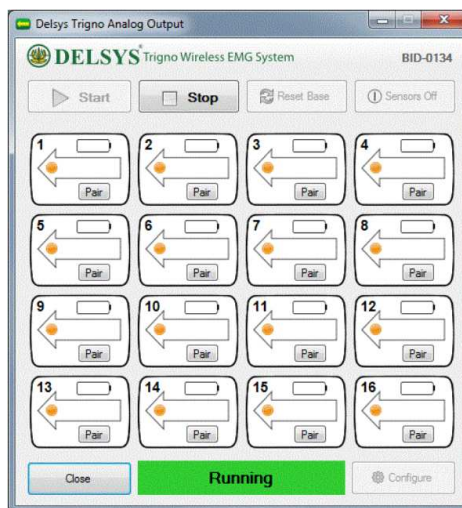 Delsys Trigno Analog Output
DELSYS® Trigno Wireless EMG System BID-0134
Start Stop Reset Base Sensors Off
1 2 3 4
Pair Pair Pair Pair
5 6 7 8
Pair Pair Pair Pair
9 10 11 12
Pair Pair Pair Pair
13 14 15 16
Pair Pair Pair Pair
Close Running Configure